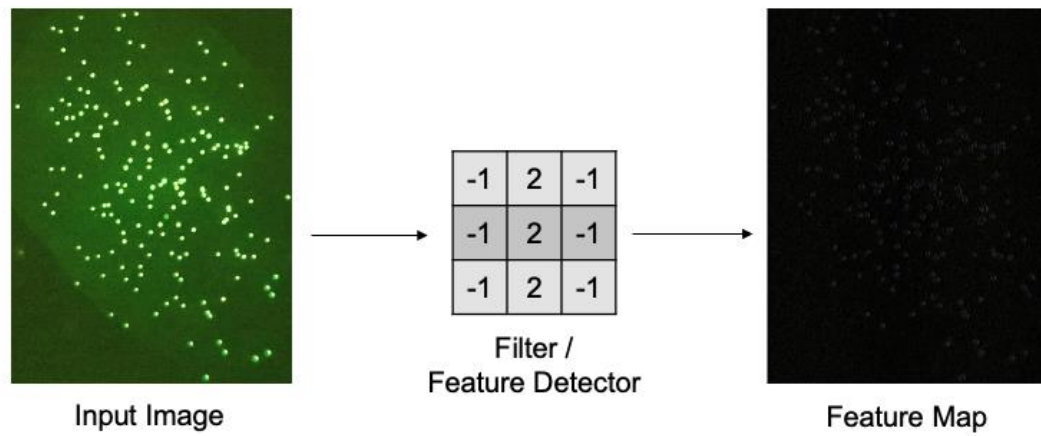 -1 2 -1
-1 2 -1
-1 2 -1
Filter /
Feature Detector
Input Image
Feature Map